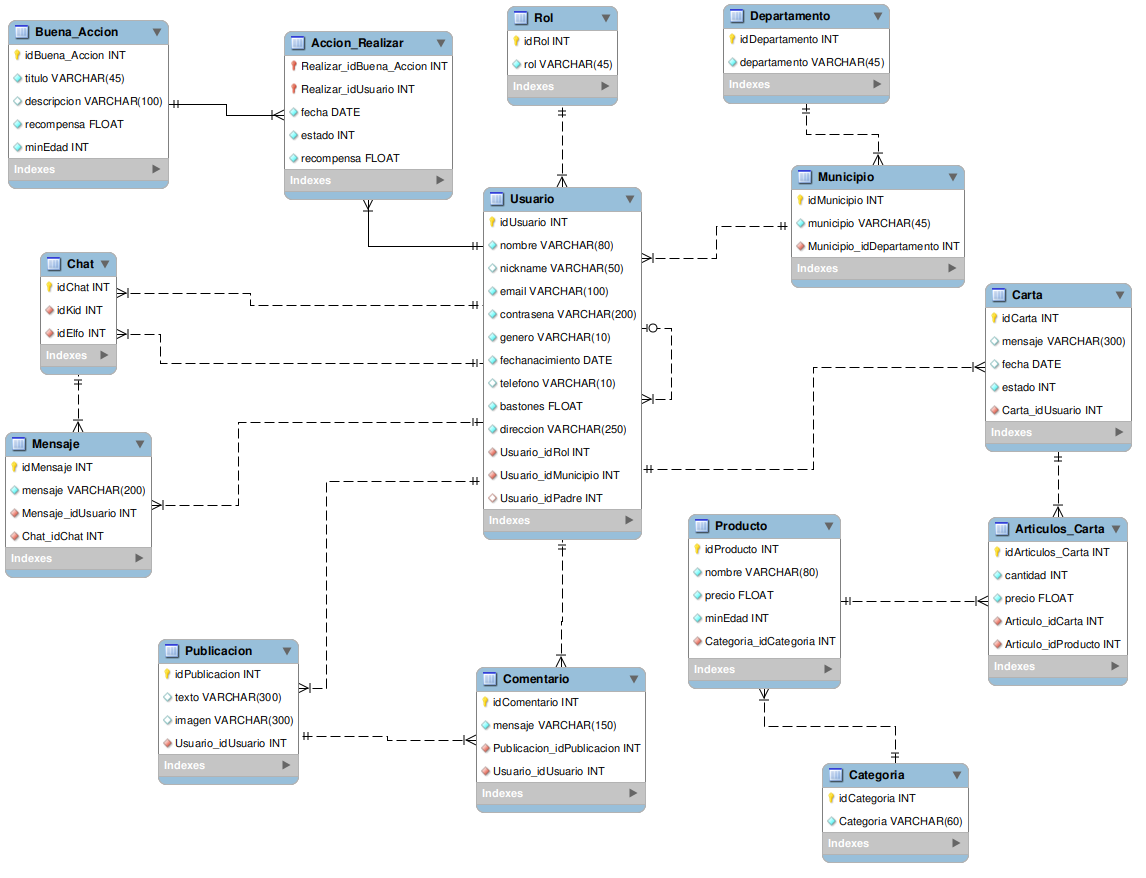 Buena_Accion
idBuena_Accion INT
titulo VARCHAR(45)
descripcion VARCHAR(100)
recompensa FLOAT
minEdad INT
Indexes
Accion_Realizar
Realizar_idBuena_Accion INT
Realizar_idUsuario INT
fecha DATE
estado INT
recompensa FLOAT
Indexes
Rol
idRol INT
rol VARCHAR(45)
Indexes
Departamento
idDepartamento INT
departamento VARCHAR(45)
Indexes
Municipio
idMunicipio INT
municipio VARCHAR(45)
Municipio_idDepartamento INT
Indexes
Usuario
idUsuario INT
nombre VARCHAR(80)
nickname VARCHAR(50)
email VARCHAR(100)
contrasena VARCHAR(200)
genero VARCHAR(10)
fechanacimiento DATE
telefono VARCHAR(10)
bastones FLOAT
direccion VARCHAR(250)
Usuario_idRol INT
Usuario_idMunicipio INT
Usuario_idPadre INT
Indexes
Chat
idChat INT
idKid INT
idElfo INT
Indexes
Carta
idCarta INT
mensaje VARCHAR(300)
fecha DATE
estado INT
Carta_idUsuario INT
Indexes
Mensaje
idMensaje INT
mensaje VARCHAR(200)
Mensaje_idUsuario INT
Chat_idChat INT
Indexes
Producto
idProducto INT
nombre VARCHAR(80)
precio FLOAT
minEdad INT
Categoria_idCategoria INT
Indexes
Articulos_Carta
idArticulos_Carta INT
cantidad INT
precio FLOAT
Articulo_idCarta INT
Articulo_idProducto INT
Indexes
Publicacion
idPublicacion INT
texto VARCHAR(300)
imagen VARCHAR(300)
Usuario_idUsuario INT
Indexes
Comentario
idComentario INT
mensaje VARCHAR(150)
Publicacion_idPublicacion INT
Usuario_idUsuario INT
Indexes
Categoria
idCategoria INT
Categoria VARCHAR(60)
Indexes